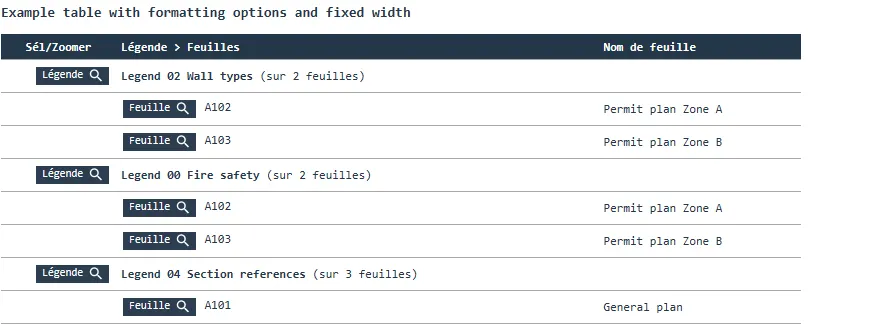 Example table with formatting options and fixed width
Sél/Zoomer Légende > Feuilles Nom de feuille
Légende Legend 02 Wall types (sur 2 feuilles)
Feuille A102 Permit plan Zone A
Feuille A103 Permit plan Zone B
Légende Legend 00 Fire safety (sur 2 feuilles)
Feuille A102 Permit plan Zone A
Feuille A103 Permit plan Zone B
Légende Legend 04 Section references (sur 3 feuilles)
Feuille A101 General plan